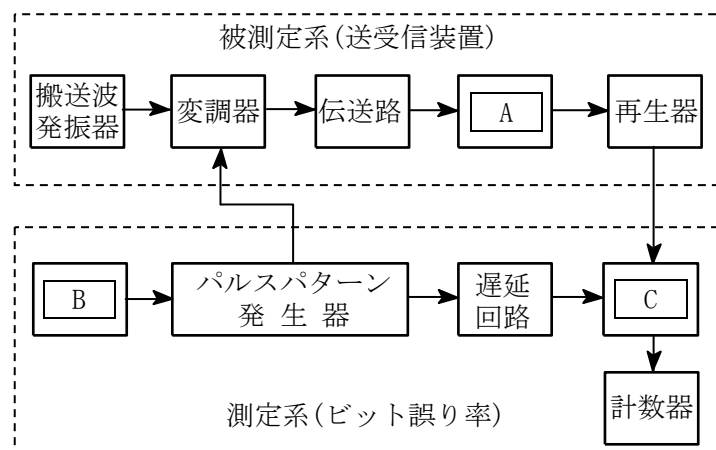 被測定系(送受信装置)
搬送波
発振器
変調器
伝送路
A
再生器
B
パルスパターン
発生器
遅延
回路
C
計数器
測定系(ビット誤り率)